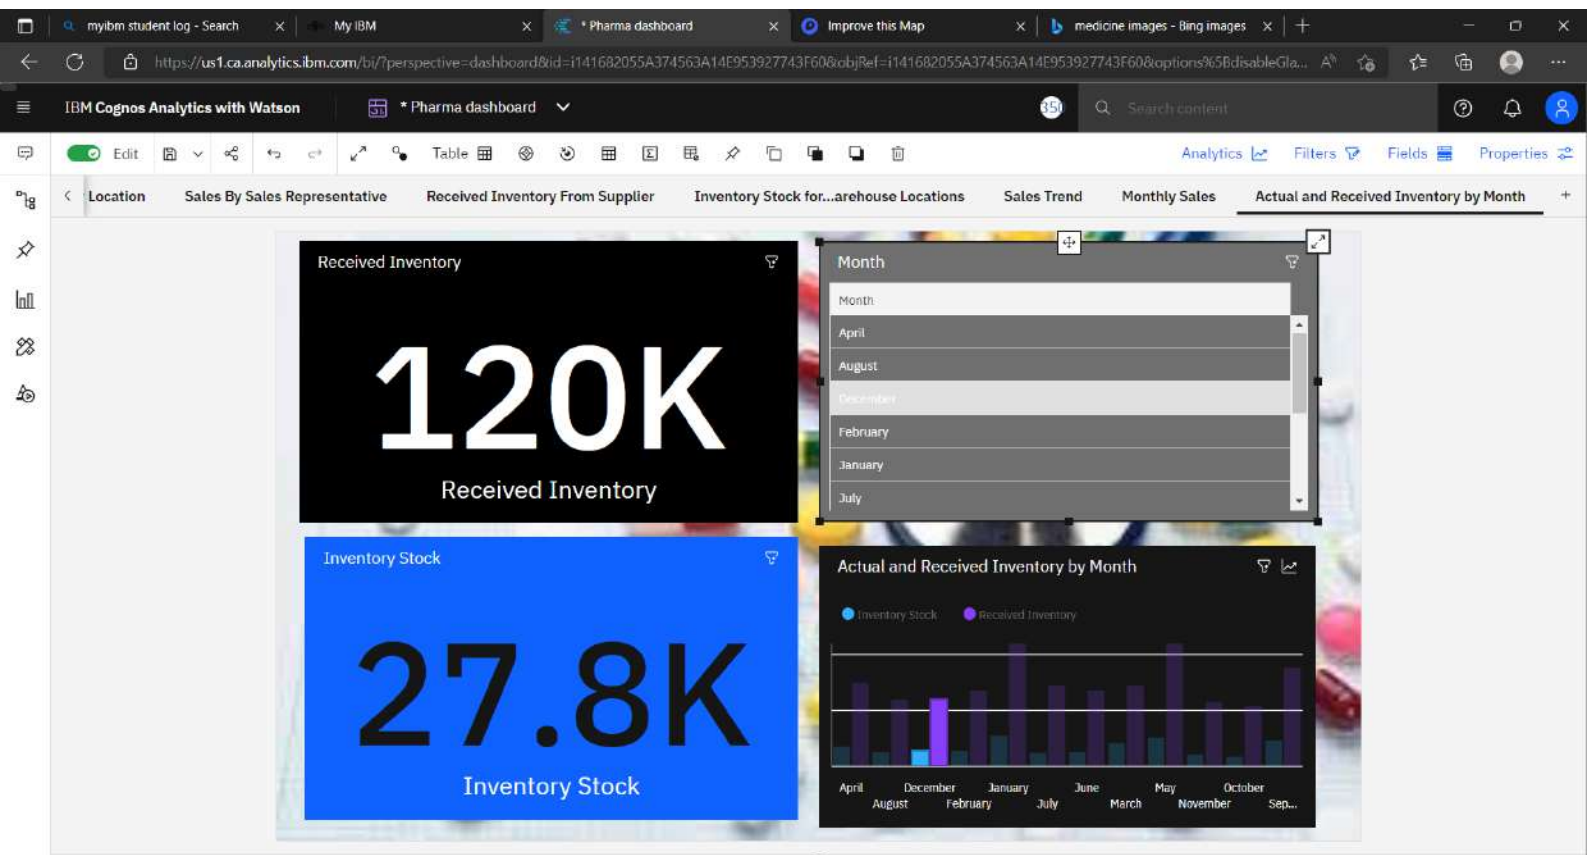 myibm student log - Search
My IBM
* Pharma dashboard
Improve this Map
medicine images - Bing images
https://us1.ca.analytics.ibm.com/bi/?perspective=dashboard&id=i141682055A374563A14E953927743F60&objRef=i141682055A374563A14E953927743F60&options%5BdisableGla...
IBM Cognos Analytics with Watson
* Pharma dashboard
Search content
Edit
Table
Analytics
Filters
Fields
Properties
Location
Sales By Sales Representative
Received Inventory From Supplier
Inventory Stock for...arehouse Locations
Sales Trend
Monthly Sales
Actual and Received Inventory by Month
Received Inventory
120K
Received Inventory
Month
Month
April
August
December
February
January
July
Inventory Stock
27.8K
Inventory Stock
Actual and Received Inventory by Month
Inventory Stock Received Inventory
April December January June May October
August February July March November Sep...